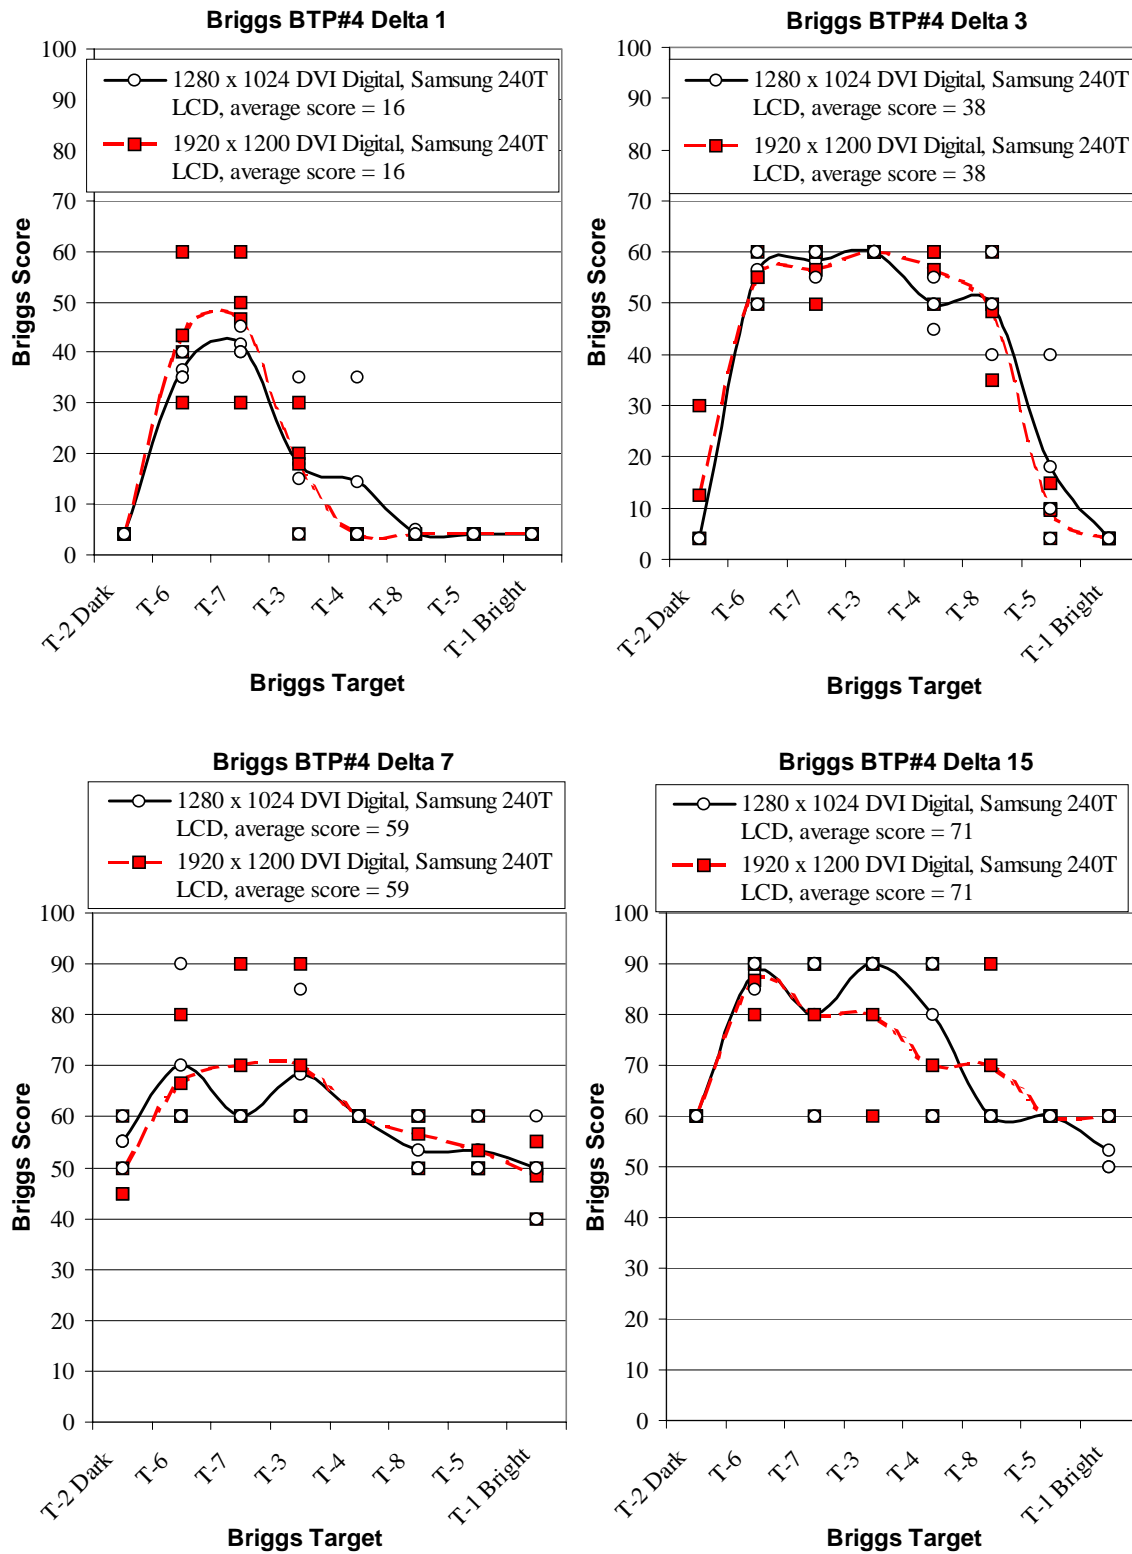 Briggs BTP#4 Delta 1
100
90
80
70
60
50
40
30
20
10
0
1280 x 1024 DVI Digital, Samsung 240T
LCD, average score = 16
1920 x 1200 DVI Digital, Samsung 240T
LCD, average score = 16
Briggs Score
T-2 Dark
T-6
T-7
T-3
T-4
T-8
T-5
T-1 Bright
Briggs Target
Briggs BTP#4 Delta 3
100
90
80
70
60
50
40
30
20
10
0
1280 x 1024 DVI Digital, Samsung 240T
LCD, average score = 38
1920 x 1200 DVI Digital, Samsung 240T
LCD, average score = 38
Briggs Score
T-2 Dark
T-6
T-7
T-3
T-4
T-8
T-5
T-1 Bright
Briggs Target
Briggs BTP#4 Delta 7
1280 x 1024 DVI Digital, Samsung 240T
LCD, average score = 59
1920 x 1200 DVI Digital, Samsung 240T
LCD, average score = 59
100
90
80
70
60
50
40
30
20
10
0
Briggs Score
T-2 Dark
T-6
T-7
T-3
T-4
T-8
T-5
T-1 Bright
Briggs Target
Briggs BTP#4 Delta 15
1280 x 1024 DVI Digital, Samsung 240T
LCD, average score = 71
1920 x 1200 DVI Digital, Samsung 240T
LCD, average score = 71
100
90
80
70
60
50
40
30
20
10
0
Briggs Score
T-2 Dark
T-6
T-7
T-3
T-4
T-8
T-5
T-1 Bright
Briggs Target